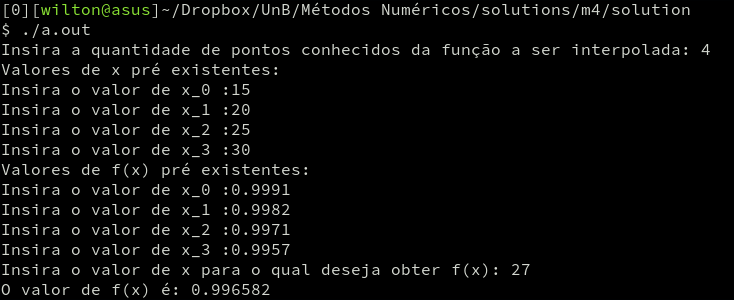 [0][wilton@asus]~/Dropbox/UnB/Métodos Numéricos/solutions/m4/solution
$ ./a.out
Insira a quantidade de pontos conhecidos da função a ser interpolada: 4
Valores de x pré existentes:
Insira o valor de x_0 :15
Insira o valor de x_1 :20
Insira o valor de x_2 :25
Insira o valor de x_3 :30
Valores de f(x) pré existentes:
Insira o valor de x_0 :0.9991
Insira o valor de x_1 :0.9982
Insira o valor de x_2 :0.9971
Insira o valor de x_3 :0.9957
Insira o valor de x para o qual deseja obter f(x): 27
O valor de f(x) é: 0.996582